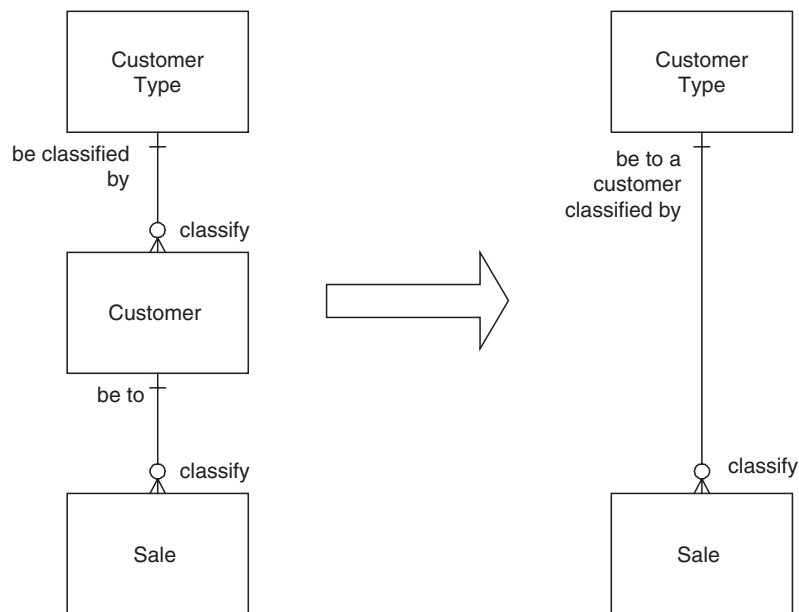 Customer
Type
be classified
by
classify
Customer
be to
classify
Sale
Customer
Type
be to a
customer
classified by
classify
Sale